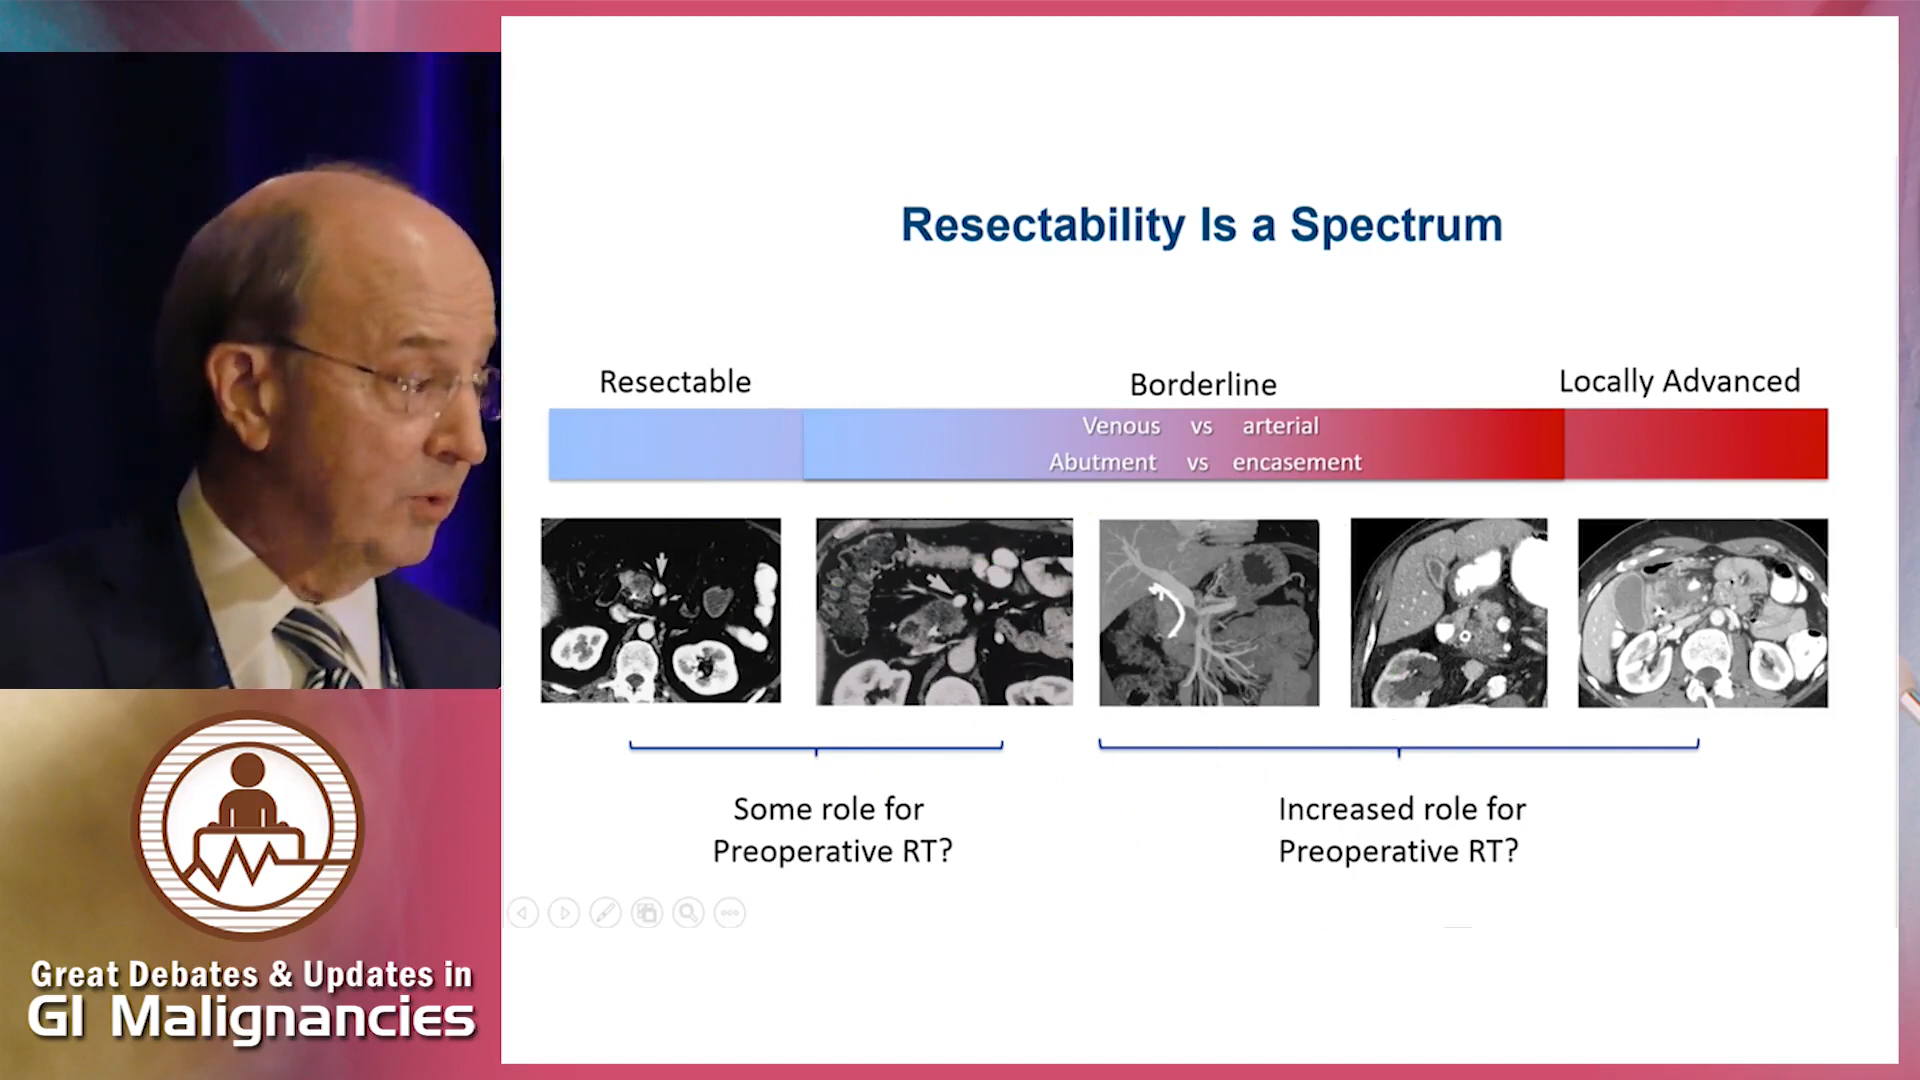 Resectability Is a Spectrum
Resectable
Borderline
Locally Advanced
Venous vs arterial
Abutment vs encasement
Some role for
Preoperative RT?
Increased role for
Preoperative RT?
Great Debates & Updates in
GI Malignancies